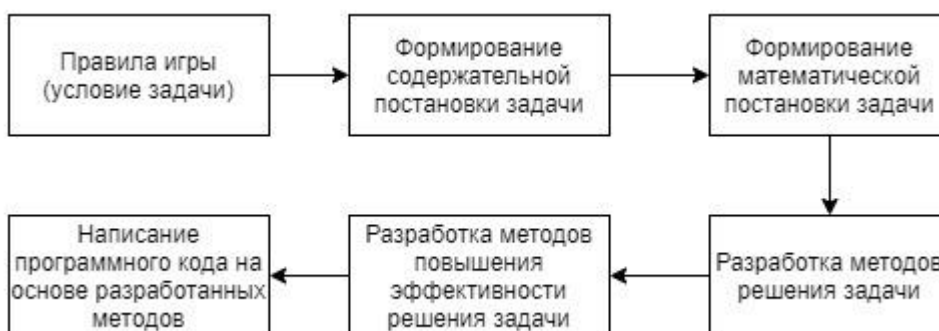 Правила игры
(условие задачи)
Формирование
содержательной
постановки задачи
Формирование
математической
постановки задачи
Разработка методов
решения задачи
Разработка методов
повышения
эффективности
решения задачи
Написание
программного кода на
основе разработанных
методов